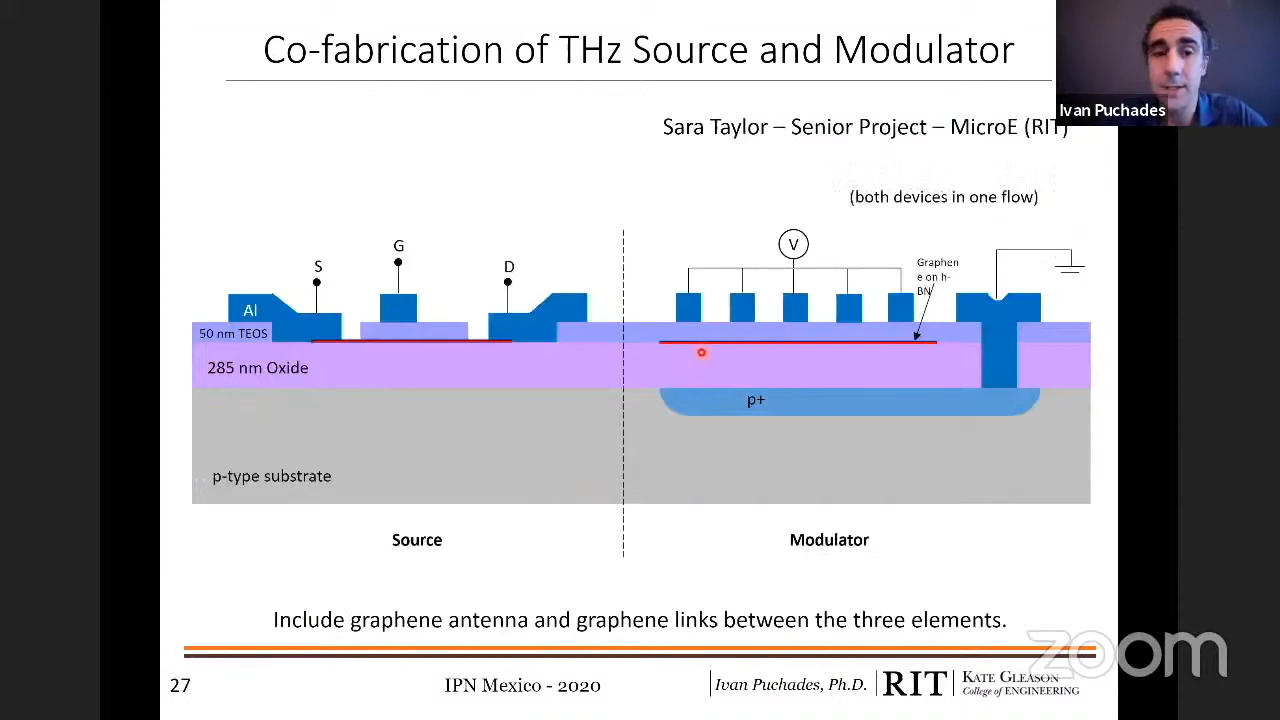 Co-fabrication of THz Source and Modulator
Ivan Puchades
Sara Taylor – Senior Project – MicroE (RIT)
(both devices in one flow)
G
S
D
V
Graphen
e on h-
BN
Al
50 nm TEOS
285 nm Oxide
p+
p-type substrate
Source
Modulator
Include graphene antenna and graphene links between the three elements.
zoom
27
IPN Mexico - 2020
Ivan Puchades, Ph.D.
RIT
KATE GLEASON
College of ENGINEERING